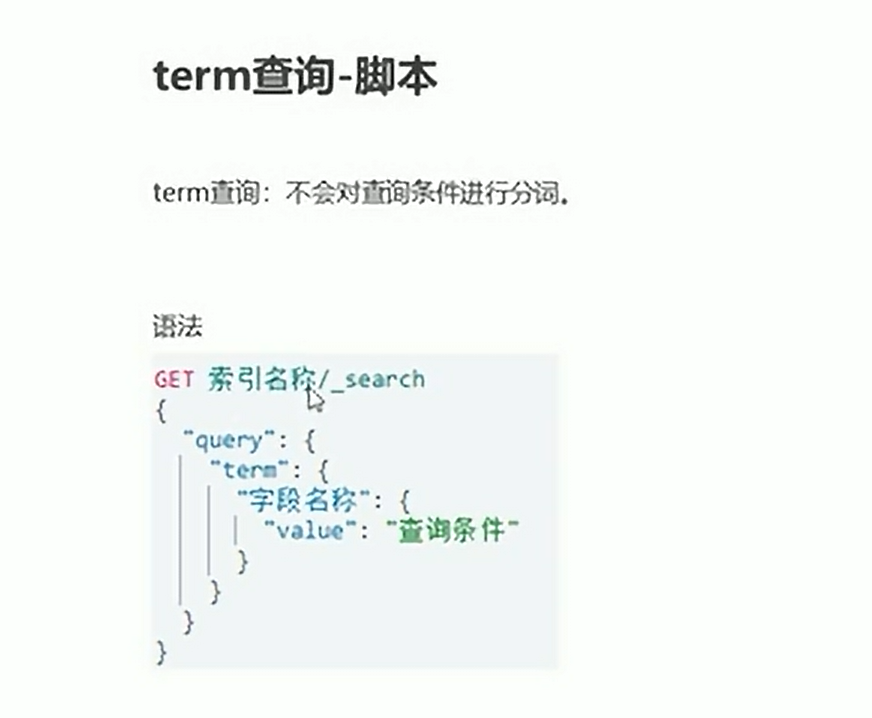 term查询-脚本
term查询：不会对查询条件进行分词。
语法
GET 索引名称/_search
{
  "query": {
    "term": {
      "字段名称": {
        "value": "查询条件"
      }
    }
  }
}